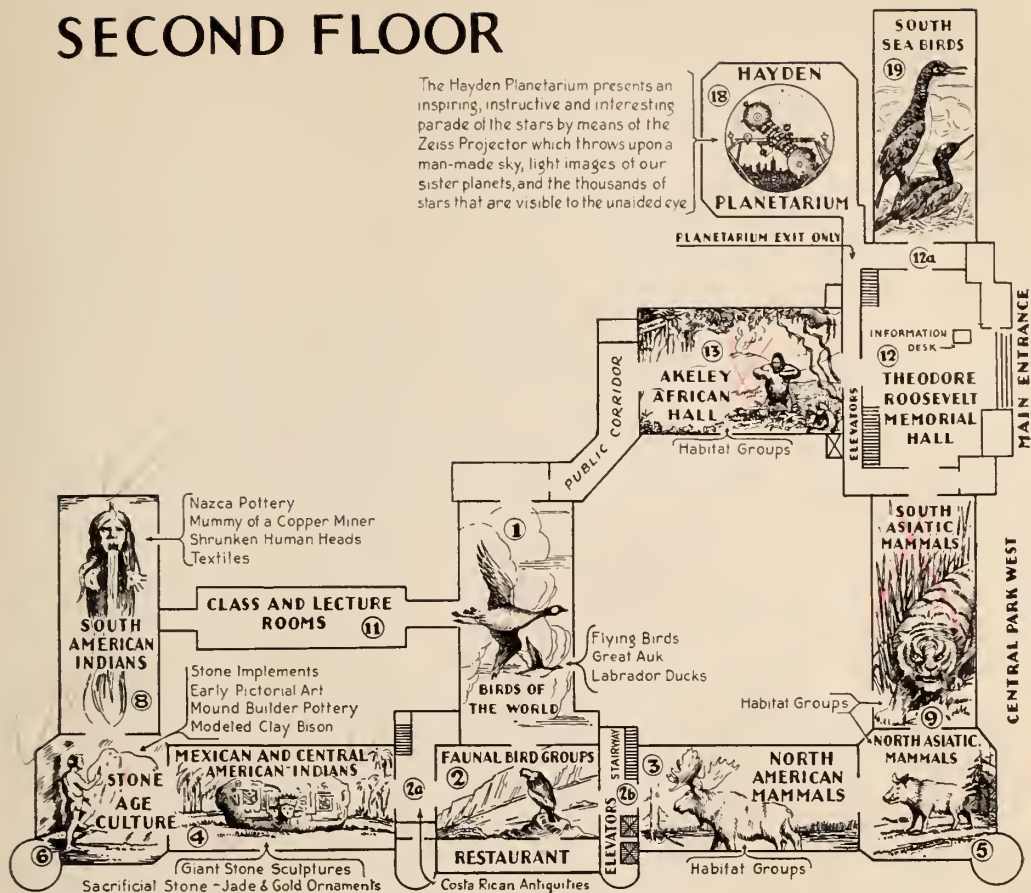 SECOND FLOOR
The Hayden Planetarium presents an
inspiring, instructive and interesting
parade of the stars by means of the
Zeiss Projector which throws upon a
man-made sky, light images of our
sister planets, and the thousands of
stars that are visible to the unaided eye
HAYDEN
18
PLANETARIUM
SOUTH
SEA BIRDS
19
PLANETARIUM EXIT ONLY
12a
INFORMATION
DESK
12
THEODORE
ROOSEVELT
MEMORIAL
HALL
ELEVATORS
MAIN ENTRANCE
13
AKELEY
AFRICAN
HALL
Habitat Groups
PUBLIC CORRIDOR
Nazca Pottery
Mummy of a Copper Miner
Shrunken Human Heads
Textiles
SOUTH
AMERICAN
INDIANS
8
CLASS AND LECTURE
ROOMS 11
1
BIRDS OF
THE WORLD
Flying Birds
Great Auk
Labrador Ducks
SOUTH
ASIATIC
MAMMALS
9
CENTRAL PARK WEST
Habitat Groups
Stone Implements
Early Pictorial Art
Mound Builder Pottery
Modeled Clay Bison
STONE
AGE
CULTURE
6
MEXICAN AND CENTRAL
AMERICAN-INDIANS
4
Giant Stone Sculptures
Sacrificial Stone - Jade & Gold Ornaments
2a
Costa Rican Antiquities
FAUNAL BIRD GROUPS
2
RESTAURANT
STAIRWAY
2b
ELEVATORS
3
NORTH
AMERICAN
MAMMALS
Habitat Groups
NORTH ASIATIC
MAMMALS
5